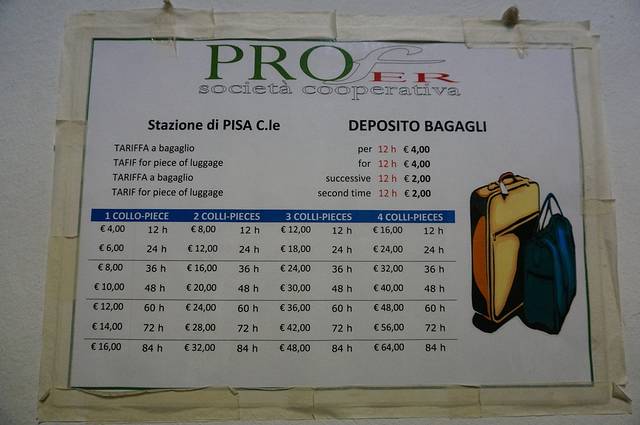 PROfER
società cooperativa
Stazione di PISA C.le DEPOSITO BAGAGLI
TARIFFA a bagaglio per 12 h € 4,00
TAFIF for piece of luggage for 12 h € 4,00
TARIFFA a bagaglio successive 12 h € 2,00
TARIF for piece of luggage second time 12 h € 2,00
1 COLLO-PIECE 2 COLLI-PIECES 3 COLLI-PIECES 4 COLLI-PIECES
€ 4,00 12 h € 8,00 12 h € 12,00 12 h € 16,00 12 h
€ 6,00 24 h € 12,00 24 h € 18,00 24 h € 24,00 24 h
€ 8,00 36 h € 16,00 36 h € 24,00 36 h € 32,00 36 h
€ 10,00 48 h € 20,00 48 h € 30,00 48 h € 40,00 48 h
€ 12,00 60 h € 24,00 60 h € 36,00 60 h € 48,00 60 h
€ 14,00 72 h € 28,00 72 h € 42,00 72 h € 56,00 72 h
€ 16,00 84 h € 32,00 84 h € 48,00 84 h € 64,00 84 h